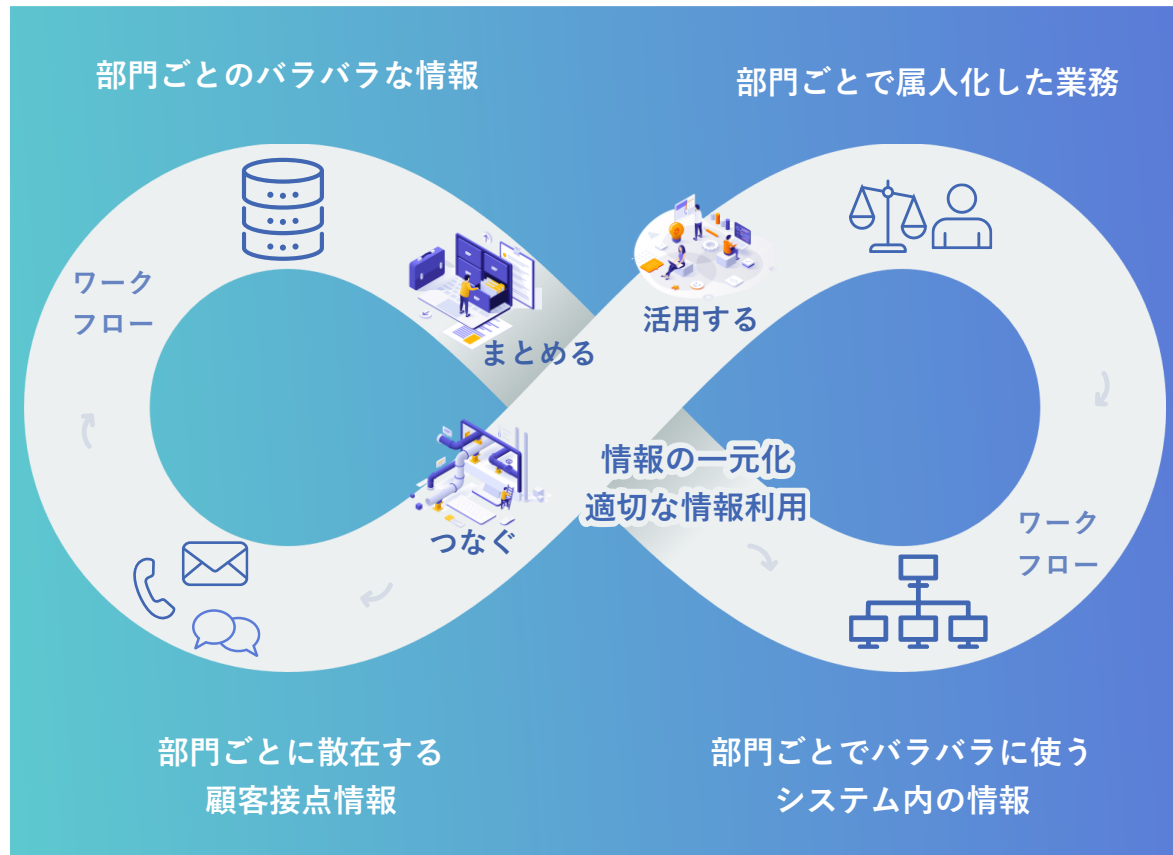 部門ごとのバラバラな情報
部門ごとで属人化した業務
ワーク
フロー
まとめる
活用する
つなぐ
情報の一元化
適切な情報利用
ワーク
フロー
部門ごとに散在する
顧客接点情報
部門ごとでバラバラに使う
システム内の情報